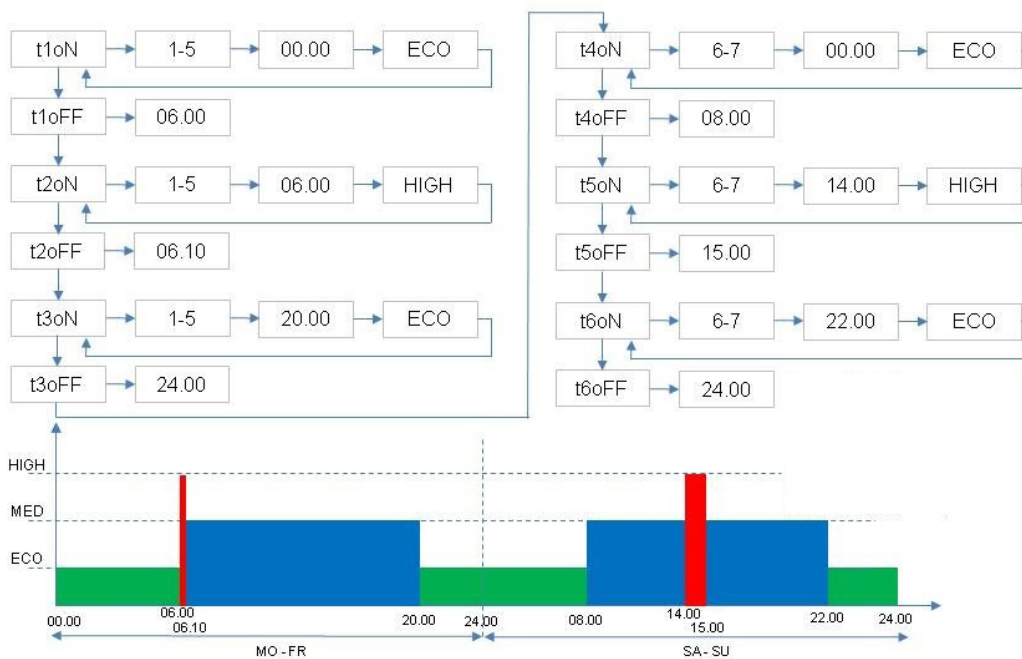 t1oN 1-5 00.00 ECO
t1oFF 06.00
t2oN 1-5 06.00 HIGH
t2oFF 06.10
t3oN 1-5 20.00 ECO
t3oFF 24.00
t4oN 6-7 00.00 ECO
t4oFF 08.00
t5oN 6-7 14.00 HIGH
t5oFF 15.00
t6oN 6-7 22.00 ECO
t6oFF 24.00
HIGH
MED
ECO
00.00 06.00 20.00 24.00 08.00 14.00 22.00 24.00
06.10 15.00
MO - FR SA - SU